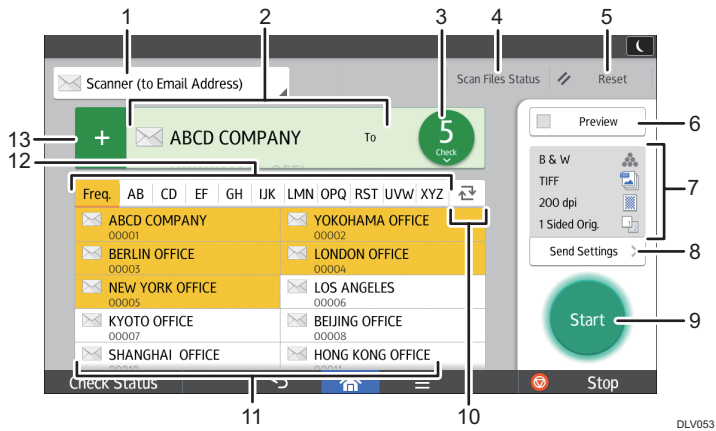 1 2 3 4 5
Scanner (to Email Address)
Scan Files Status Reset
13 + ABCD COMPANY To 5 Check
Preview 6
12
Freq. AB CD EF GH IJK LMN OPQ RST UVW XYZ
B & W
TIFF
200 dpi
1 Sided Orig.
7
ABCD COMPANY
00001
YOKOHAMA OFFICE
00002
BERLIN OFFICE
00003
LONDON OFFICE
00004
NEW YORK OFFICE
00005
LOS ANGELES
00006
KYOTO OFFICE
00007
BEIJING OFFICE
00008
SHANGHAI OFFICE
HONG KONG OFFICE
Send Settings 8
Start 9
Check Status Stop
11 10
DLV053